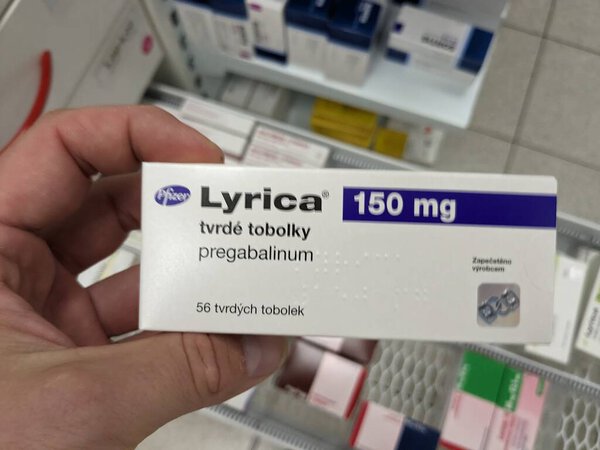 Pfizer
Lyrica®
150 mg
tvrdé tobolky
pregabalinum
56 tvrdých tobolek
Zapečetěno
výrobcem